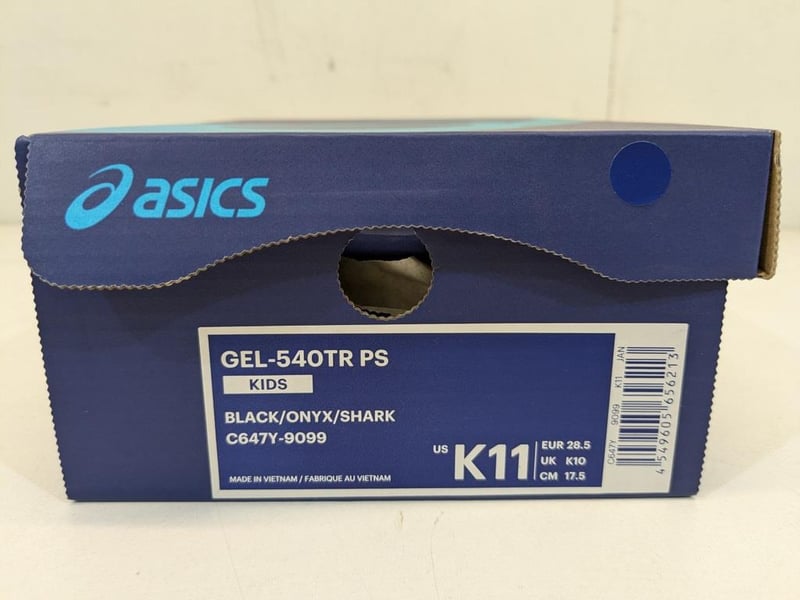 asics
GEL-540TR PS
KIDS
BLACK/ONYX/SHARK
C647Y-9099
US K11
EUR 28.5
UK K10
CM 17.5
MADE IN VIETNAM / FABRIQUE AU VIETNAM
C647Y 9099 K11 JAN
4549605656213